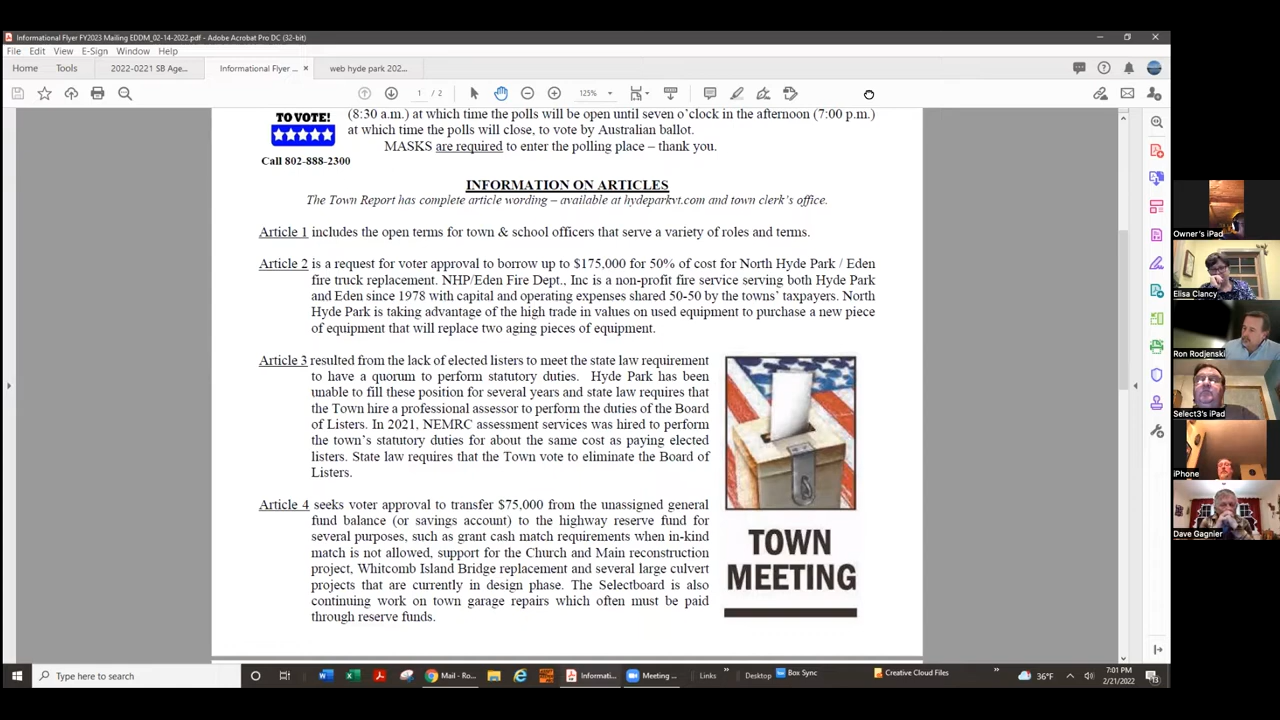 Informational Flyer FY2023 Mailing EDDM_02-14-2022.pdf - Adobe Acrobat Pro DC (32-bit)
File Edit View E-Sign Window Help
Home Tools 2022-0221 SB Age... Informational Flyer ... × web hyde park 202...
1 / 2 125%
TO VOTE!
Call 802-888-2300
(8:30 a.m.) at which time the polls will be open until seven o'clock in the afternoon (7:00 p.m.)
at which time the polls will close, to vote by Australian ballot.
MASKS are required to enter the polling place – thank you.
INFORMATION ON ARTICLES
The Town Report has complete article wording – available at hydeparkvt.com and town clerk's office.
Article 1 includes the open terms for town & school officers that serve a variety of roles and terms.
Article 2 is a request for voter approval to borrow up to $175,000 for 50% of cost for North Hyde Park / Eden
fire truck replacement. NHP/Eden Fire Dept., Inc is a non-profit fire service serving both Hyde Park
and Eden since 1978 with capital and operating expenses shared 50-50 by the towns' taxpayers. North
Hyde Park is taking advantage of the high trade in values on used equipment to purchase a new piece
of equipment that will replace two aging pieces of equipment.
Article 3 resulted from the lack of elected listers to meet the state law requirement
to have a quorum to perform statutory duties. Hyde Park has been
unable to fill these position for several years and state law requires that
the Town hire a professional assessor to perform the duties of the Board
of Listers. In 2021, NEMRC assessment services was hired to perform
the town's statutory duties for about the same cost as paying elected
listers. State law requires that the Town vote to eliminate the Board of
Listers.
Article 4 seeks voter approval to transfer $75,000 from the unassigned general
fund balance (or savings account) to the highway reserve fund for
several purposes, such as grant cash match requirements when in-kind
match is not allowed, support for the Church and Main reconstruction
project, Whitcomb Island Bridge replacement and several large culvert
projects that are currently in design phase. The Selectboard is also
continuing work on town garage repairs which often must be paid
through reserve funds.
TOWN
MEETING
Owner's iPad
Elisa Clancy
Ron Rodjenski
Select3's iPad
iPhone
Dave Gagnier
Type here to search
Mail - Ro...
Informati...
Meeting ...
Links
Desktop
Box Sync
Creative Cloud Files
36°F
7:01 PM
2/21/2022